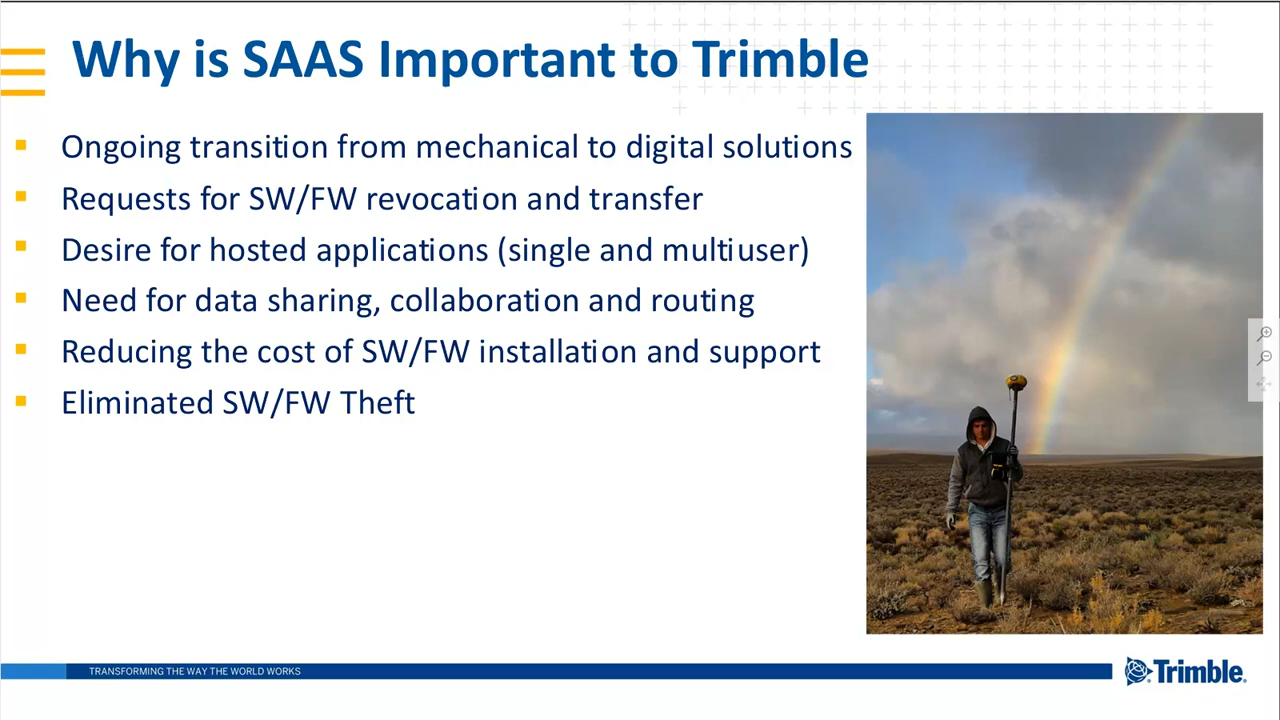 Why is SAAS Important to Trimble
Ongoing transition from mechanical to digital solutions
Requests for SW/FW revocation and transfer
Desire for hosted applications (single and multiuser)
Need for data sharing, collaboration and routing
Reducing the cost of SW/FW installation and support
Eliminated SW/FW Theft
TRANSFORMING THE WAY THE WORLD WORKS
Trimble